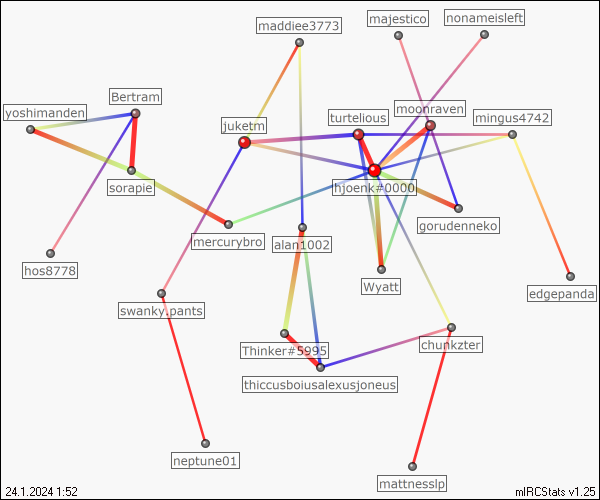 maddiee3773
majestico
nonameisleft
yoshimanden
Bertram
juketm
turtelious
moonraven
mingus4742
sorapie
hjoenk#0000
gorudenneko
mercurybro
alan1002
hos8778
Wyatt
edgepanda
swanky.pants
Thinker#5995
chunkzter
thiccusboiusalexusjoneus
neptune01
mattnesslp
24.1.2024 1:52
mIRCStats v1.25